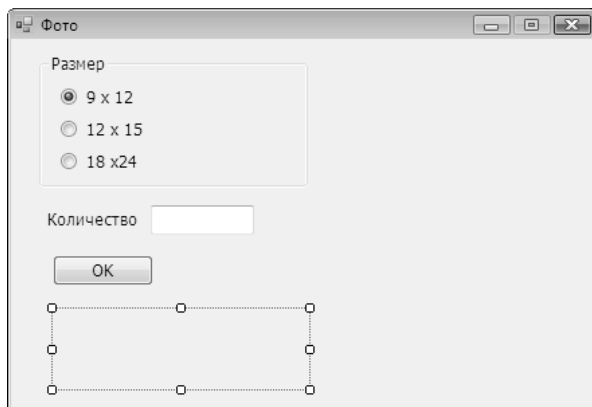 Фото
Размер
9 x 12
12 x 15
18 x24
Количество
OK